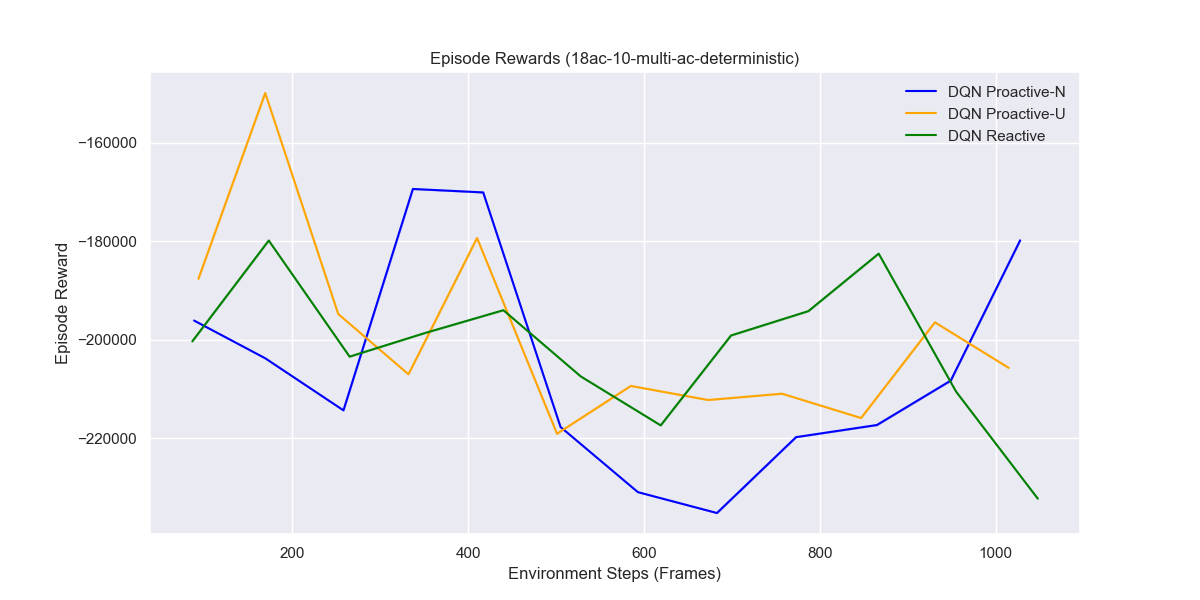 Episode Rewards (18ac-10-multi-ac-deterministic)
DQN Proactive-N
DQN Proactive-U
DQN Reactive
Episode Reward
−160000
−180000
−200000
−220000
200 400 600 800 1000
Environment Steps (Frames)